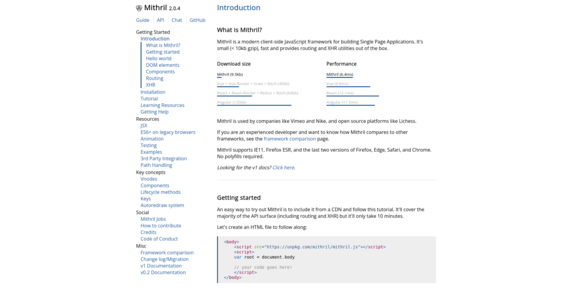 Mithril 2.0.4
Guide API Chat GitHub
Getting Started
Introduction
What is Mithril?
Getting started
Hello world
DOM elements
Components
Routing
XHR
Installation
Tutorial
Learning Resources
Getting Help
Resources
JSX
ES6+ on legacy browsers
Animation
Testing
Examples
3rd Party Integration
Path Handling
Key concepts
Vnodes
Components
Lifecycle methods
Keys
Autoredraw system
Social
Mithril Jobs
How to contribute
Credits
Code of Conduct
Misc
Framework comparison
Change log/Migration
v1 Documentation
v0.2 Documentation
Introduction
What is Mithril?
Mithril is a modern client-side JavaScript framework for building Single Page Applications. It's
small (< 10kb gzip), fast and provides routing and XHR utilities out of the box.
Download size
Performance
Mithril is used by companies like Vimeo and Nike, and open source platforms like Lichess.
If you are an experienced developer and want to know how Mithril compares to other
frameworks, see the framework comparison page.
Mithril supports IE11, Firefox ESR, and the last two versions of Firefox, Edge, Safari, and Chrome.
No polyfills required.
Looking for the v1 docs? Click here.
Getting started
An easy way to try out Mithril is to include it from a CDN and follow this tutorial. It'll cover the
majority of the API surface (including routing and XHR) but it'll only take 10 minutes.
Let's create an HTML file to follow along:
<body>
<script src="https://unpkg.com/mithril/mithril.js"></script>
<script>
var root = document.body
// your code goes here!
</script>
</body>